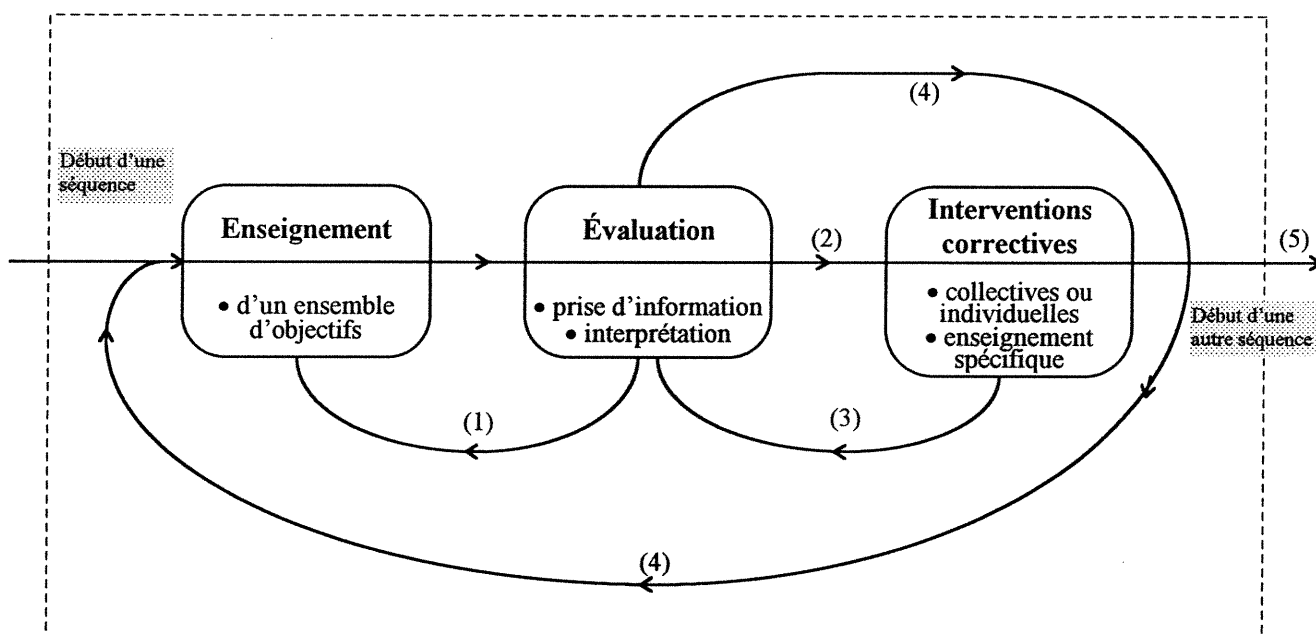 (4)
Début d'une
séquence
Enseignement
• d'un ensemble
d'objectifs
Évaluation
• prise d'information
• interprétation
(2)
Interventions
correctives
• collectives ou
individuelles
• enseignement
spécifique
(5)
Début d'une
autre séquence
(1)
(3)
(4)